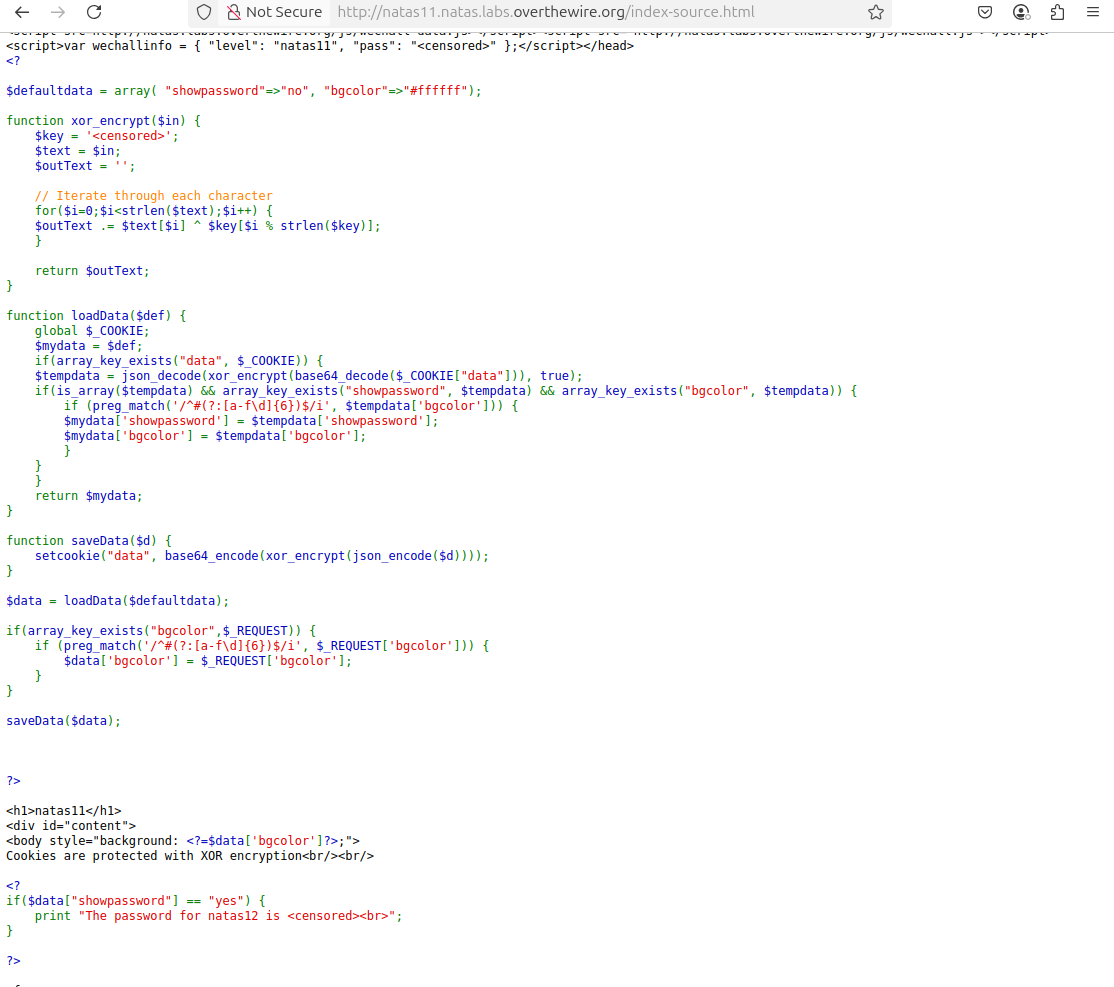 Not Secure http://natas11.natas.labs.overthewire.org/index-source.html
<script>var wechallinfo = { "level": "natas11", "pass": "<censored>" };</script></head>
<?
$defaultdata = array( "showpassword"=>"no", "bgcolor"=>"#ffffff");
function xor_encrypt($in) {
    $key = '<censored>';
    $text = $in;
    $outText = '';
    // Iterate through each character
    for($i=0;$i<strlen($text);$i++) {
    $outText .= $text[$i] ^ $key[$i % strlen($key)];
    }
    return $outText;
}
function loadData($def) {
    global $_COOKIE;
    $mydata = $def;
    if(array_key_exists("data", $_COOKIE)) {
    $tempdata = json_decode(xor_encrypt(base64_decode($_COOKIE["data"])), true);
    if(is_array($tempdata) && array_key_exists("showpassword", $tempdata) && array_key_exists("bgcolor", $tempdata)) {
        if (preg_match('/^#(?:[a-f\d]{6})$/i', $tempdata['bgcolor'])) {
        $mydata['showpassword'] = $tempdata['showpassword'];
        $mydata['bgcolor'] = $tempdata['bgcolor'];
        }
    }
    }
    return $mydata;
}
function saveData($d) {
    setcookie("data", base64_encode(xor_encrypt(json_encode($d))));
}
$data = loadData($defaultdata);
if(array_key_exists("bgcolor",$_REQUEST)) {
    if (preg_match('/^#(?:[a-f\d]{6})$/i', $_REQUEST['bgcolor'])) {
        $data['bgcolor'] = $_REQUEST['bgcolor'];
    }
}
saveData($data);
?>
<h1>natas11</h1>
<div id="content">
<body style="background: <?=$data['bgcolor']?>;">
Cookies are protected with XOR encryption<br/><br/>
<?
if($data["showpassword"] == "yes") {
    print "The password for natas12 is <censored><br>";
}
?>